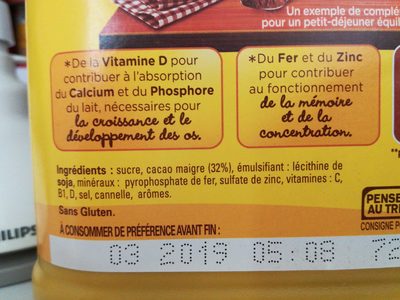 Un exemple de complé
pour un petit-déjeuner équil
*De la Vitamine D pour
contribuer à l'absorption
du Calcium et du Phosphore
du lait, nécessaires pour
la croissance et le
développement des os.
*Du Fer et du Zinc
pour contribuer
au fonctionnement
de la mémoire
et de la
concentration.
Ingrédients : sucre, cacao maigre (32%), émulsifiant : lécithine de
soja, minéraux : pyrophosphate de fer, sulfate de zinc, vitamines : C,
B1, D, sel, cannelle, arômes.
Sans Gluten.
PENSE
AU TRI
CONSIGNE PO
À CONSOMMER DE PRÉFÉRENCE AVANT FIN :
03 2019 05:08 72